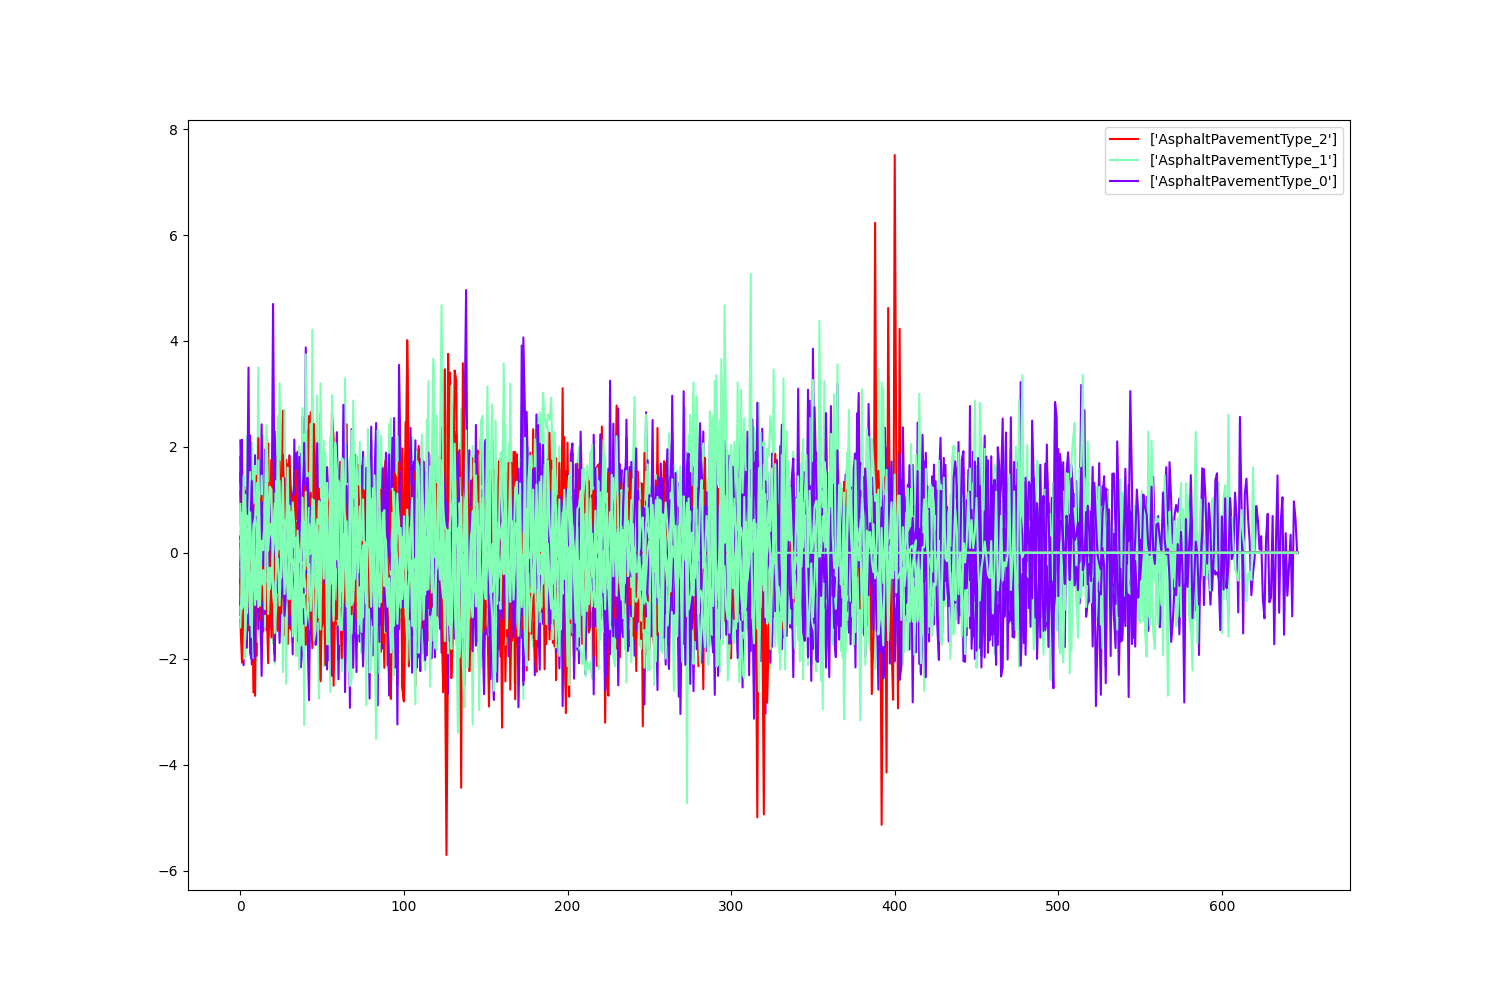 8
6
4
2
0
−2
−4
−6
0 100 200 300 400 500 600
['AsphaltPavementType_2']
['AsphaltPavementType_1']
['AsphaltPavementType_0']